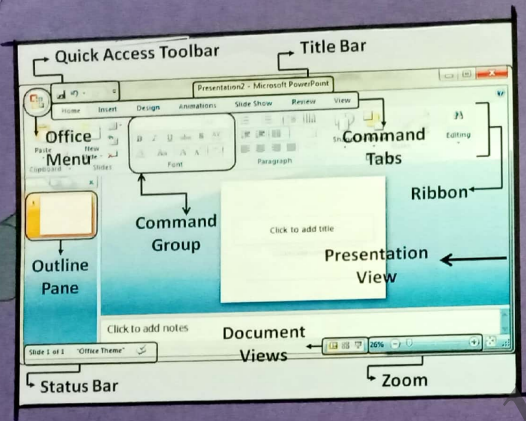 Quick Access Toolbar
Title Bar
Presentation2 - Microsoft PowerPoint
Home Insert Design Animations Slide Show Review View
Office
Menu
Paste
New
Clipboard
Slides
Font
Paragraph
Command
Tabs
Editing
Ribbon
Command
Group
Click to add title
Outline
Pane
Presentation
View
Click to add notes
Document
Views
Slide 1 of 1 "Office Theme"
26%
Status Bar
Zoom